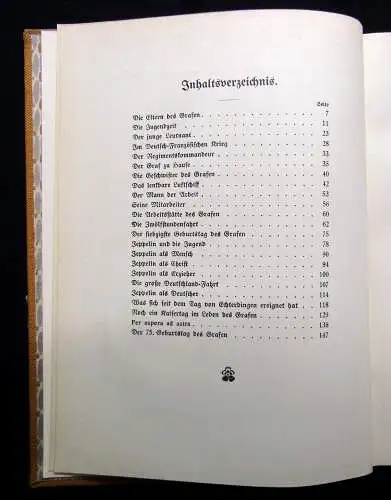 Inhaltsverzeichnis.
Seite
Die Eltern des Grafen . . . . . . . . . . 7
Die Jugendzeit . . . . . . . . . . 11
Der junge Leutnant . . . . . . . . . . 23
Im Deutsch-Französischen Krieg . . . . . . . . . . 28
Der Regimentskommandeur . . . . . . . . . . 33
Der Graf zu Hause . . . . . . . . . . 35
Die Geschwister des Grafen . . . . . . . . . . 40
Das lenkbare Luftschiff . . . . . . . . . . 42
Der Mann der Arbeit . . . . . . . . . . 53
Seine Mitarbeiter . . . . . . . . . . 56
Die Arbeitsstätte des Grafen . . . . . . . . . . 60
Die Zwölfstundenfahrt . . . . . . . . . . 62
Der siebzigste Geburtstag des Grafen . . . . . . . . . . 75
Zeppelin und die Jugend . . . . . . . . . . 78
Zeppelin als Mensch . . . . . . . . . . 90
Zeppelin als Christ . . . . . . . . . . 94
Zeppelin als Erzieher . . . . . . . . . . 100
Die große Deutschland-Fahrt . . . . . . . . . . 107
Zeppelin als Deutscher . . . . . . . . . . 114
Was sich seit dem Tag von Echterdingen ereignet hat . . . . 118
Noch ein Kaisertag im Leben des Grafen . . . . . . . 129
Per aspera ad astra . . . . . . . . . . 138
Der 75. Geburtstag des Grafen . . . . . . . . . . 147